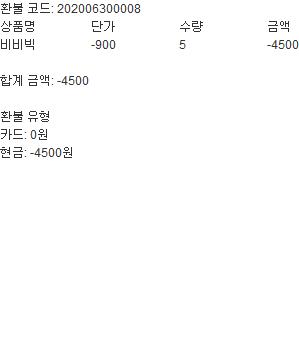 환불 코드: 202006300008
상품명 단가 수량 금액
비비빅 -900 5 -4500
합계 금액: -4500
환불 유형
카드: 0원
현금: -4500원